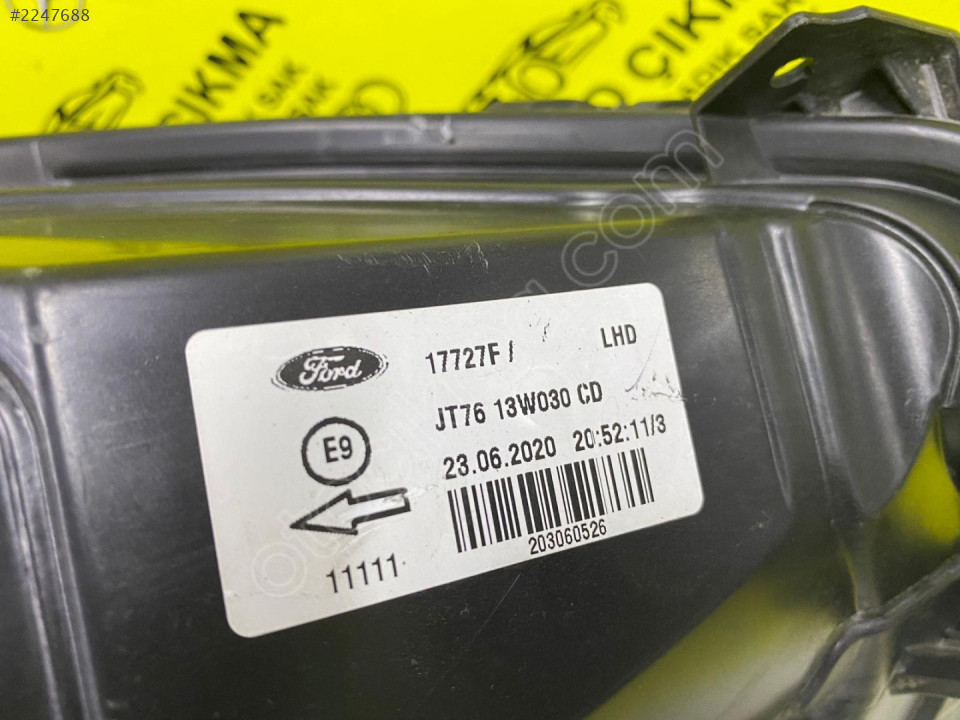 #2247688
ÇIKMA
ÇIKMA
Ford
17727F /
LHD
JT76 13W030 CD
E9
23.06.2020 20:52:11/3
203060526
11111